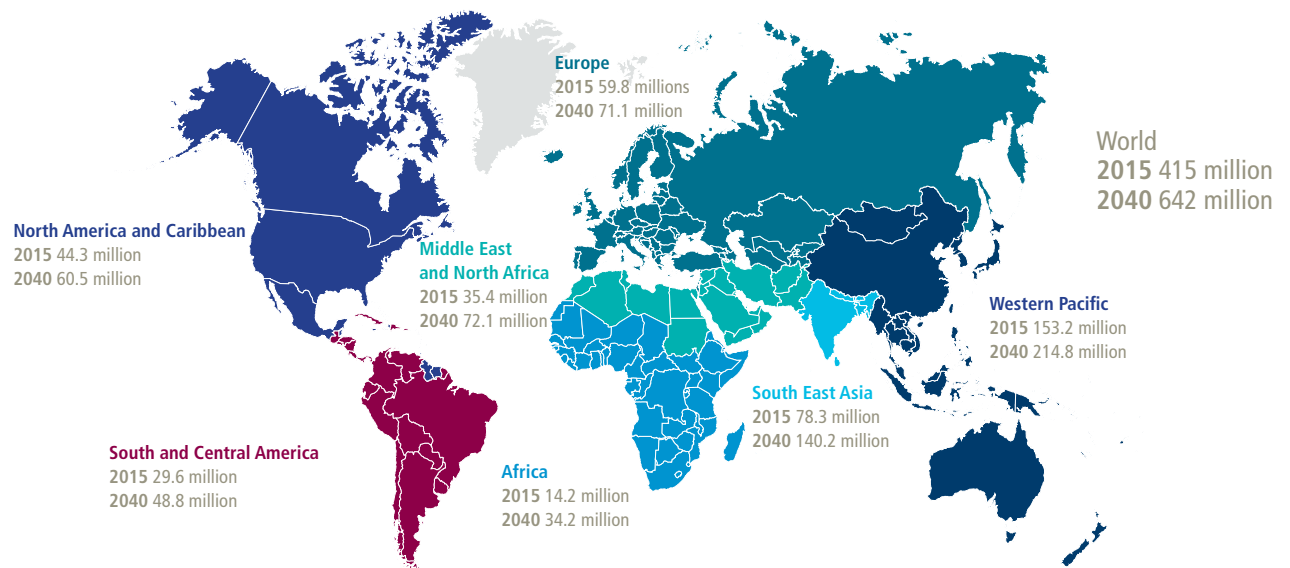 Europe
2015 59.8 millions
2040 71.1 million
World
2015 415 million
2040 642 million
North America and Caribbean
2015 44.3 million
2040 60.5 million
Middle East
and North Africa
2015 35.4 million
2040 72.1 million
Western Pacific
2015 153.2 million
2040 214.8 million
South East Asia
2015 78.3 million
2040 140.2 million
South and Central America
2015 29.6 million
2040 48.8 million
Africa
2015 14.2 million
2040 34.2 million